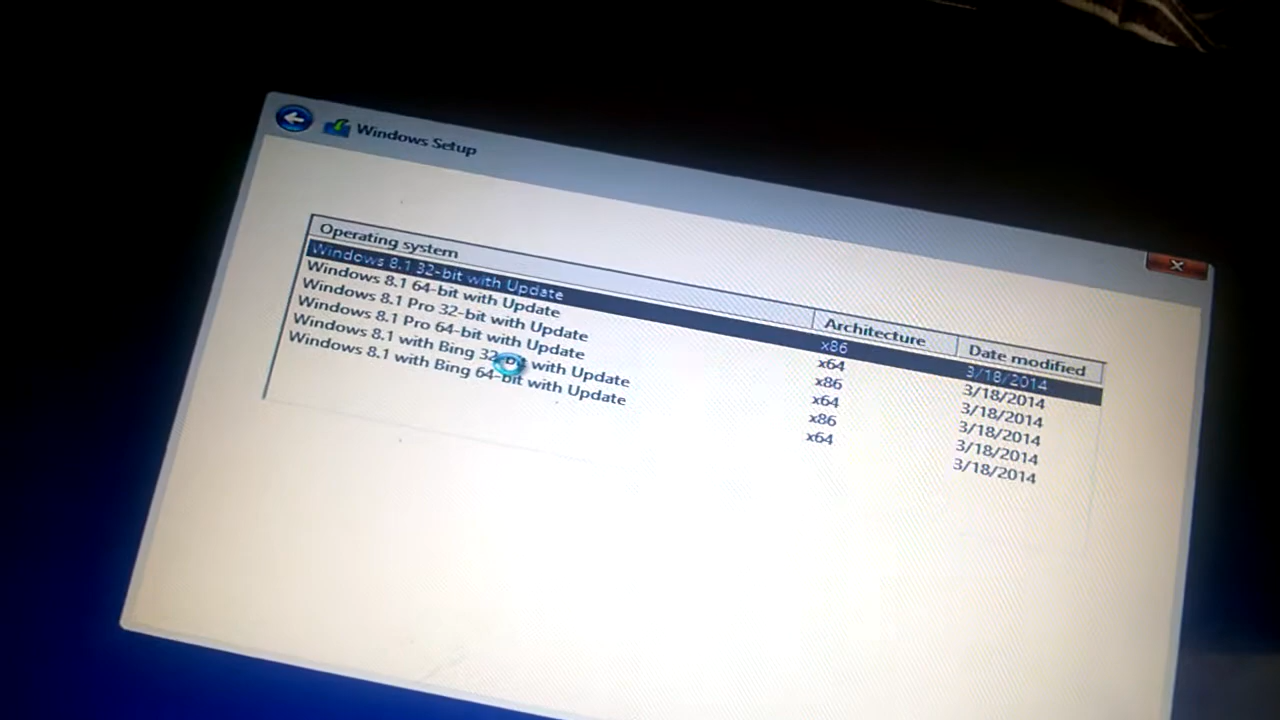 Windows Setup
Operating system Architecture Date modified
Windows 8.1 32-bit with Update x86 3/18/2014
Windows 8.1 64-bit with Update x64 3/18/2014
Windows 8.1 Pro 32-bit with Update x86 3/18/2014
Windows 8.1 Pro 64-bit with Update x64 3/18/2014
Windows 8.1 with Bing 32-bit with Update x86 3/18/2014
Windows 8.1 with Bing 64-bit with Update x64 3/18/2014